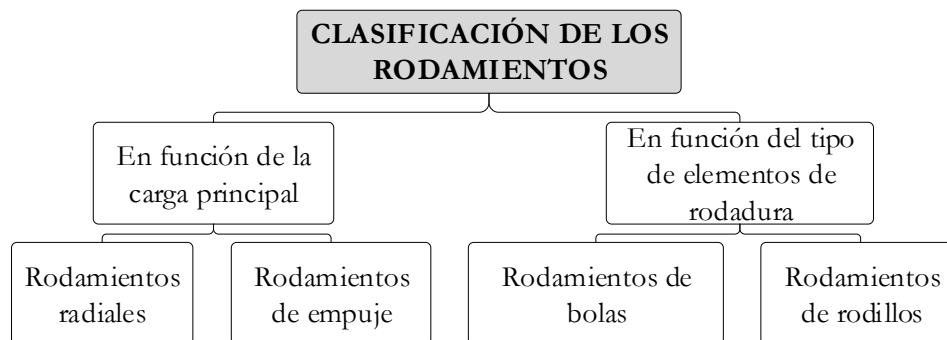 CLASIFICACIÓN DE LOS
RODAMIENTOS
En función de la
carga principal
En función del tipo
de elementos de
rodadura
Rodamientos
radiales
Rodamientos
de empuje
Rodamientos de
bolas
Rodamientos
de rodillos